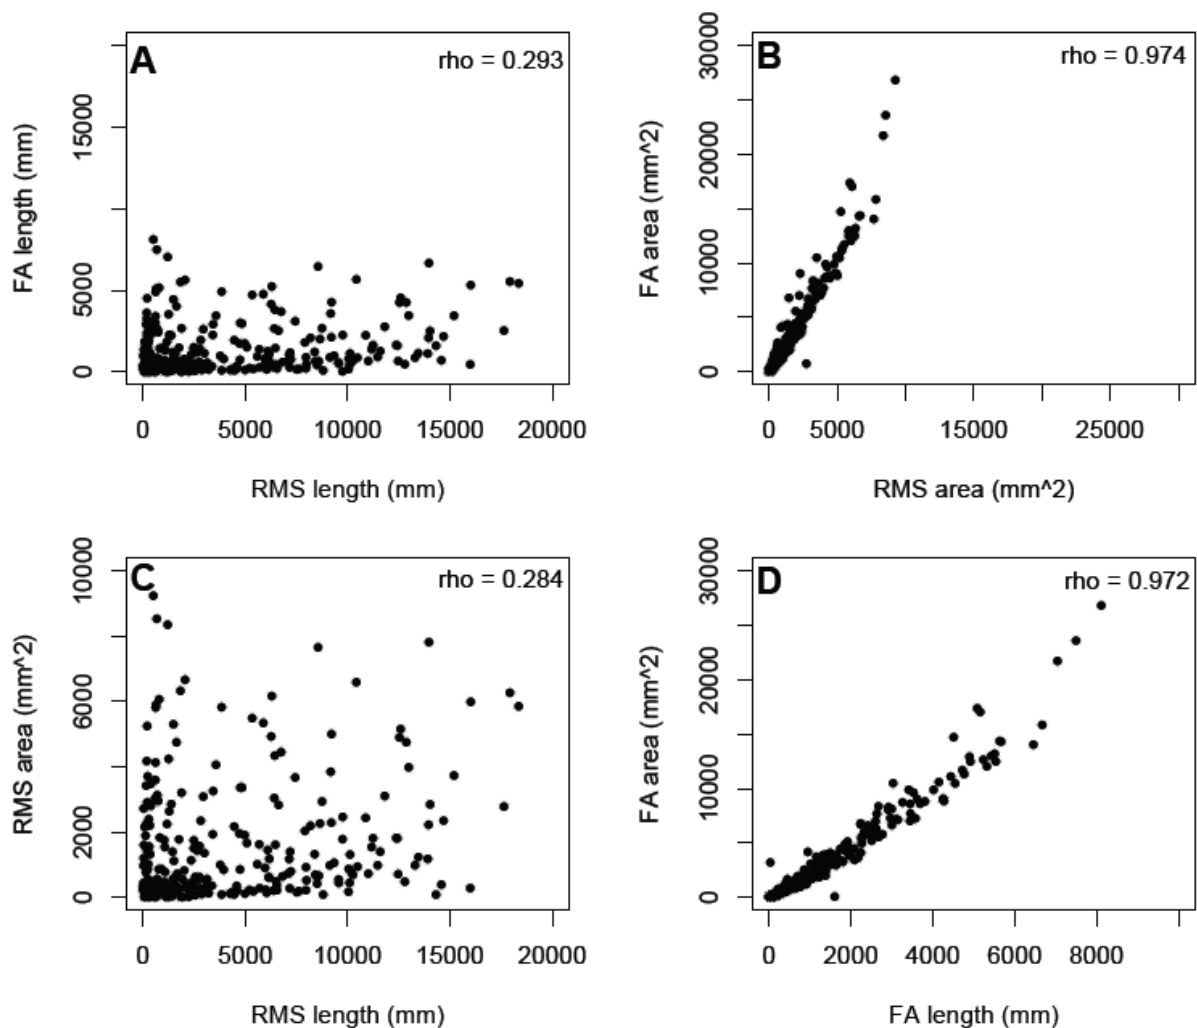 A
rho = 0.293
FA length (mm)
0
5000
15000
0
5000
10000
15000
20000
RMS length (mm)
B
rho = 0.974
FA area (mm^2)
0
10000
20000
30000
0
5000
15000
25000
RMS area (mm^2)
C
rho = 0.284
RMS area (mm^2)
0
2000
6000
10000
0
5000
10000
15000
20000
RMS length (mm)
D
rho = 0.972
FA area (mm^2)
0
10000
20000
30000
0
2000
4000
6000
8000
FA length (mm)